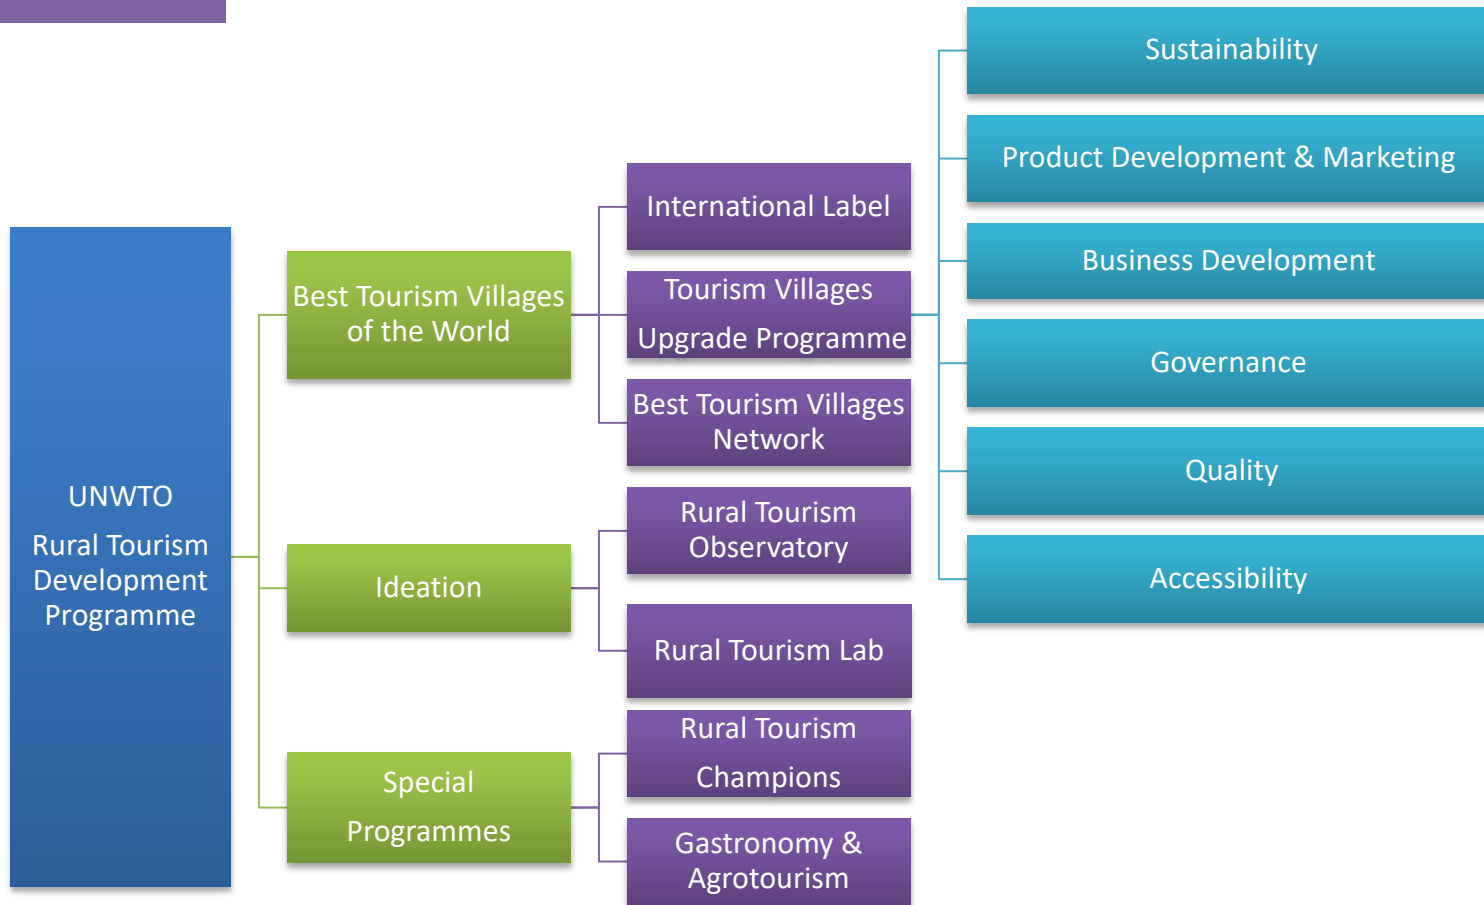 UNWTO
Rural Tourism
Development
Programme
Best Tourism Villages
of the World
Ideation
Special
Programmes
International Label
Tourism Villages
Upgrade Programme
Best Tourism Villages
Network
Rural Tourism
Observatory
Rural Tourism Lab
Rural Tourism
Champions
Gastronomy &
Agrotourism
Sustainability
Product Development & Marketing
Business Development
Governance
Quality
Accessibility